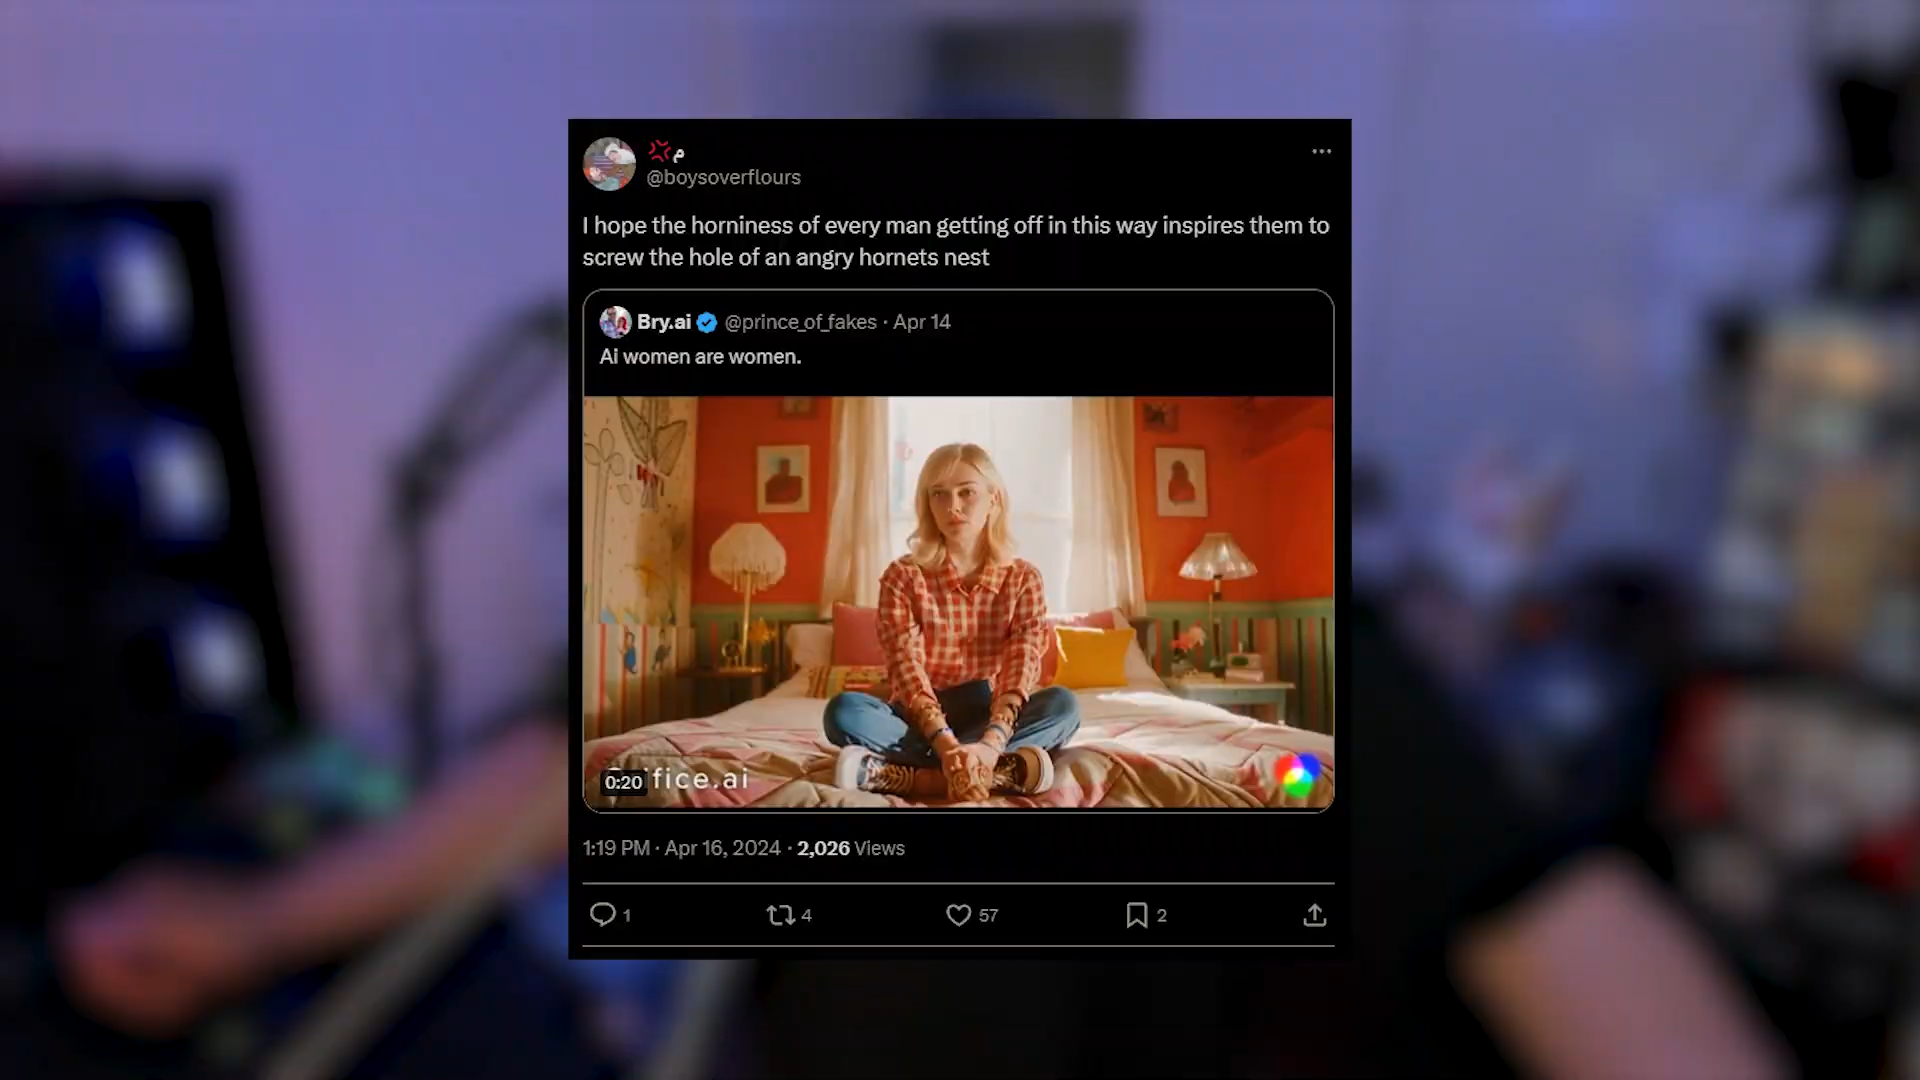 م
@boysoverflours
I hope the horniness of every man getting off in this way inspires them to
screw the hole of an angry hornets nest
Bry.ai @prince_of_fakes · Apr 14
Ai women are women.
0:20 ifice.ai
1:19 PM · Apr 16, 2024 · 2,026 Views
1 4 57 2